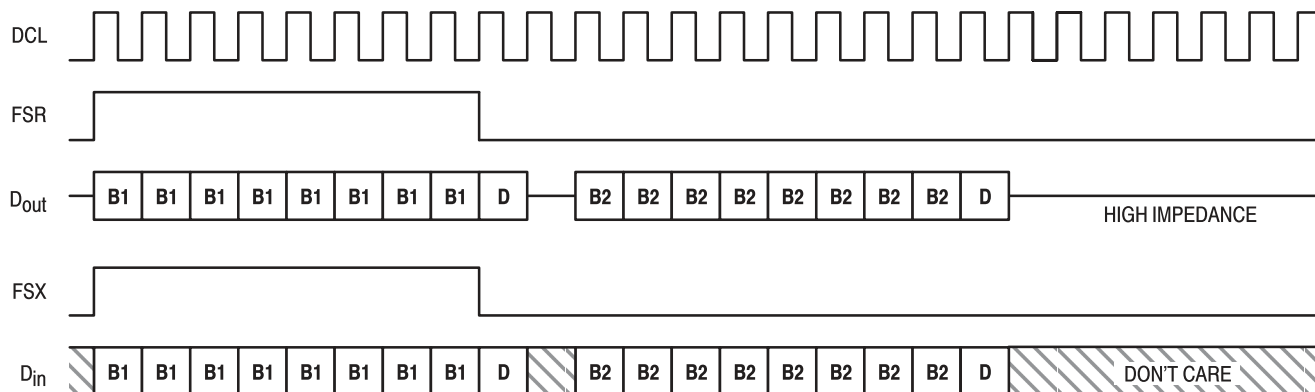 DCL
FSR
Dout B1 B1 B1 B1 B1 B1 B1 B1 D B2 B2 B2 B2 B2 B2 B2 B2 D
HIGH IMPEDANCE
FSX
Din B1 B1 B1 B1 B1 B1 B1 B1 D B2 B2 B2 B2 B2 B2 B2 B2 D DON'T CARE